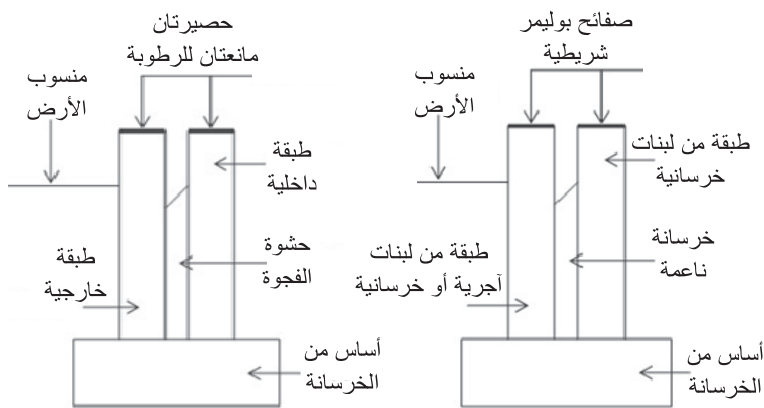 حصيرتان
مانعتان للرطوبة
منسوب
الأرض
طبقة
داخلية
حشوة
الفجوة
طبقة
خارجية
أساس من
الخرسانة
صفائح بوليمر
شريطية
منسوب
الأرض
طبقة من لبنات
خرسانية
خرسانة
ناعمة
طبقة من لبنات
آجرية أو خرسانية
أساس من
الخرسانة